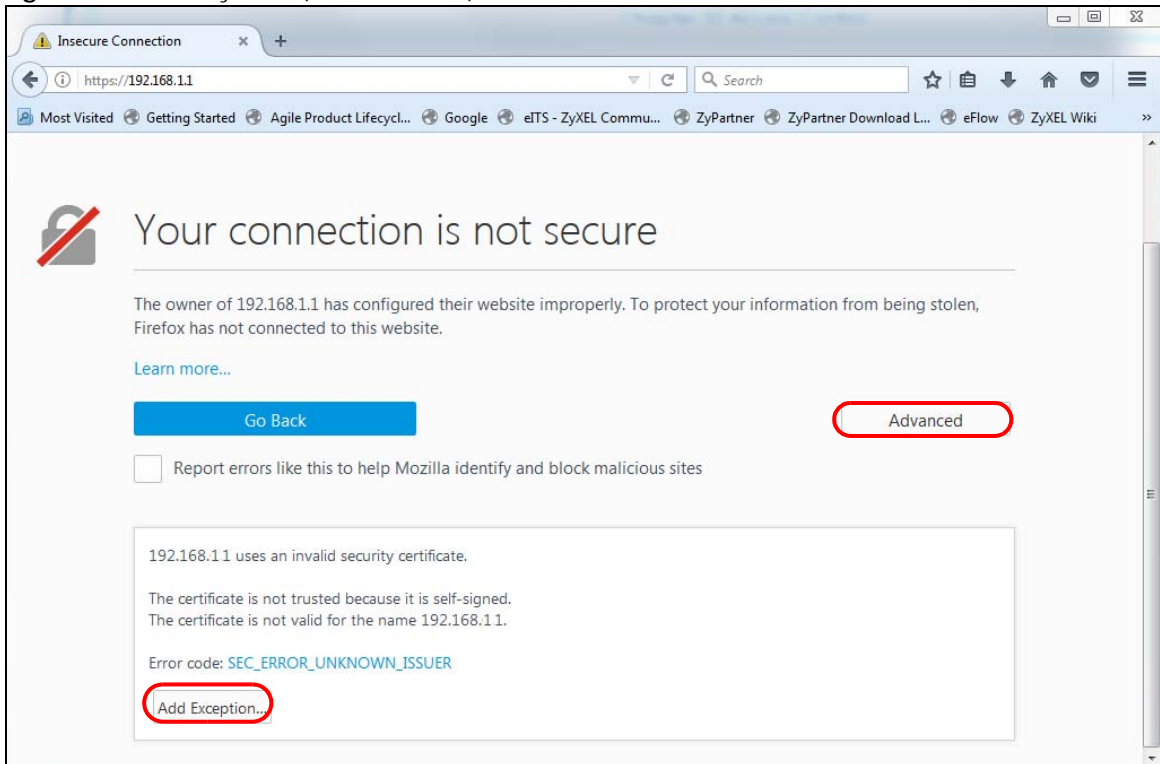 Insecure Connection
https://192.168.1.1
Search
Most Visited Getting Started Agile Product Lifecycl... Google eITS - ZyXEL Commu... ZyPartner ZyPartner Download L... eFlow ZyXEL Wiki
Your connection is not secure
The owner of 192.168.1.1 has configured their website improperly. To protect your information from being stolen,
Firefox has not connected to this website.
Learn more...
Go Back
Advanced
Report errors like this to help Mozilla identify and block malicious sites
192.168.1.1 uses an invalid security certificate.
The certificate is not trusted because it is self-signed.
The certificate is not valid for the name 192.168.1.1.
Error code: SEC_ERROR_UNKNOWN_ISSUER
Add Exception...